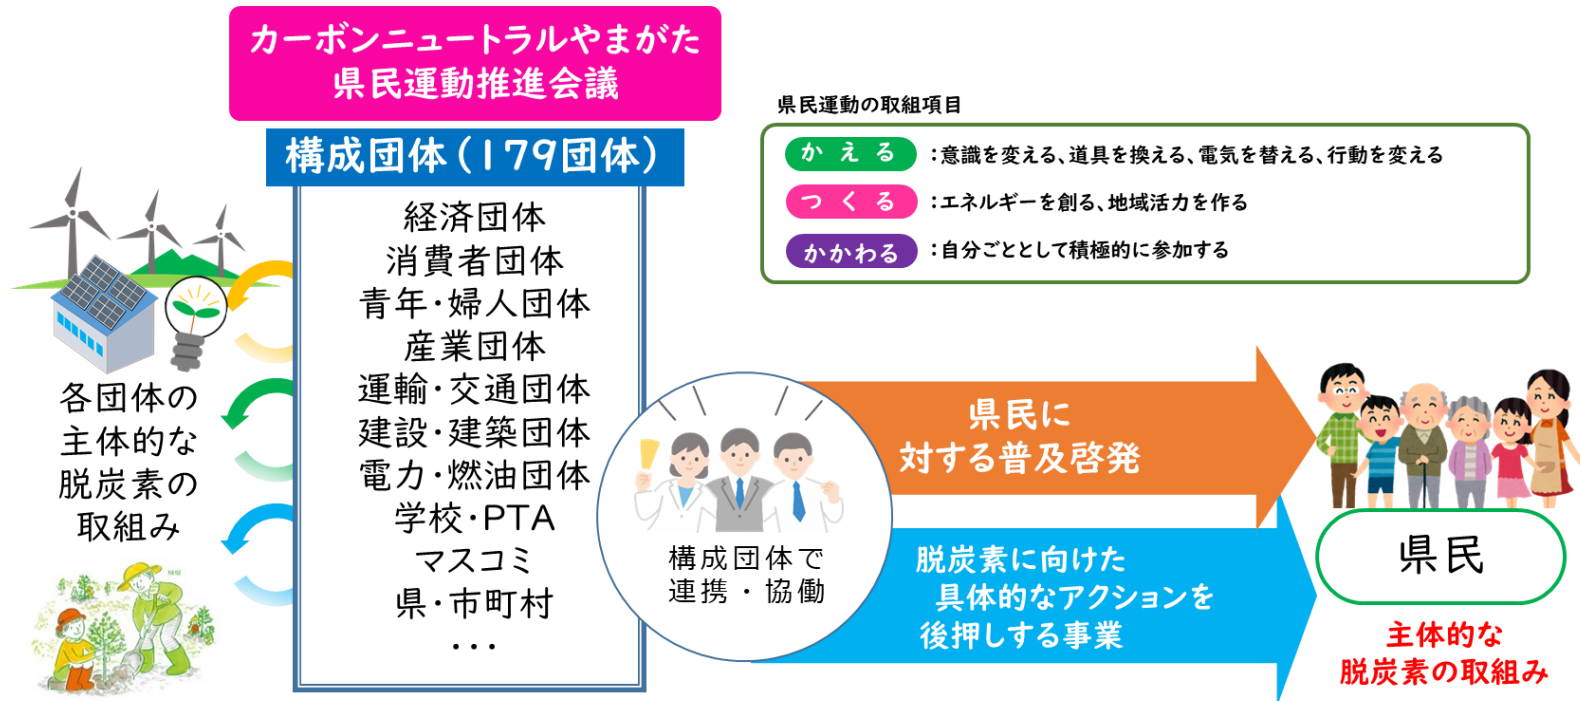 カーボンニュートラルやまがた
県民運動推進会議
構成団体(179団体)
経済団体
消費者団体
青年・婦人団体
産業団体
運輸・交通団体
建設・建築団体
電力・燃油団体
学校・PTA
マスコミ
県・市町村
・・・
各団体の
主体的な
脱炭素の
取組み
県民運動の取組項目
かえる:意識を変える、道具を換える、電気を替える、行動を変える
つくる:エネルギーを創る、地域活力を作る
かかわる:自分ごととして積極的に参加する
構成団体で
連携・協働
県民に
対する普及啓発
脱炭素に向けた
具体的なアクションを
後押しする事業
県民
主体的な
脱炭素の取組み